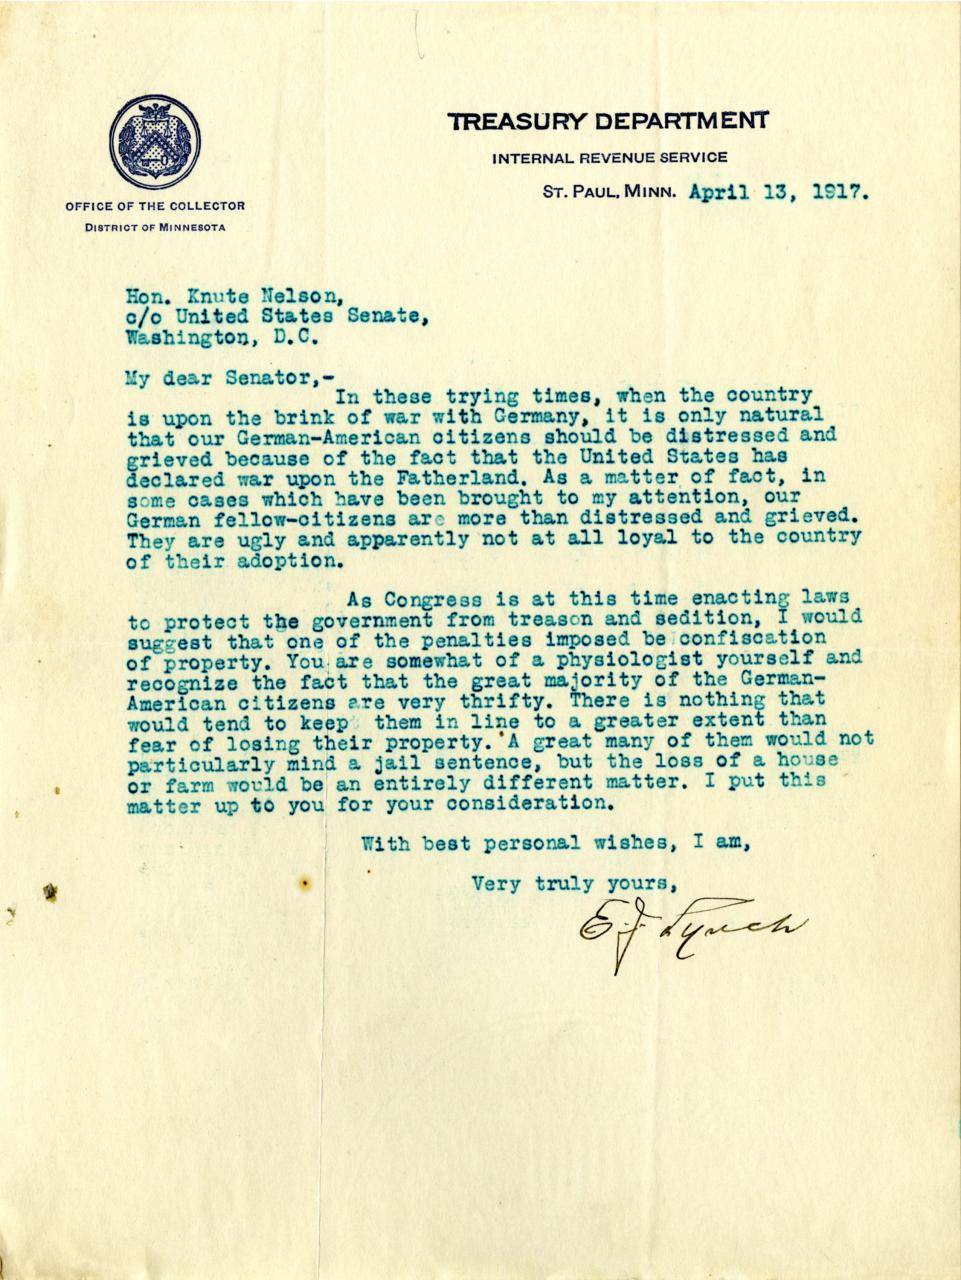 TREASURY DEPARTMENT
INTERNAL REVENUE SERVICE
ST. PAUL, MINN. April 13, 1917.
OFFICE OF THE COLLECTOR
DISTRICT OF MINNESOTA
Hon. Knute Nelson,
c/o United States Senate,
Washington, D.C.
My dear Senator,-
In these trying times, when the country
is upon the brink of war with Germany, it is only natural
that our German-American citizens should be distressed and
grieved because of the fact that the United States has
declared war upon the Fatherland. As a matter of fact, in
some cases which have been brought to my attention, our
German fellow-citizens are more than distressed and grieved.
They are ugly and apparently not at all loyal to the country
of their adoption.
As Congress is at this time enacting laws
to protect the government from treason and sedition, I would
suggest that one of the penalties imposed be confiscation
of property. You are somewhat of a physiologist yourself and
recognize the fact that the great majority of the German-
American citizens are very thrifty. There is nothing that
would tend to keep them in line to a greater extent than
fear of losing their property. A great many of them would not
particularly mind a jail sentence, but the loss of a house
or farm would be an entirely different matter. I put this
matter up to you for your consideration.
With best personal wishes, I am,
Very truly yours,
E.J. Lynch